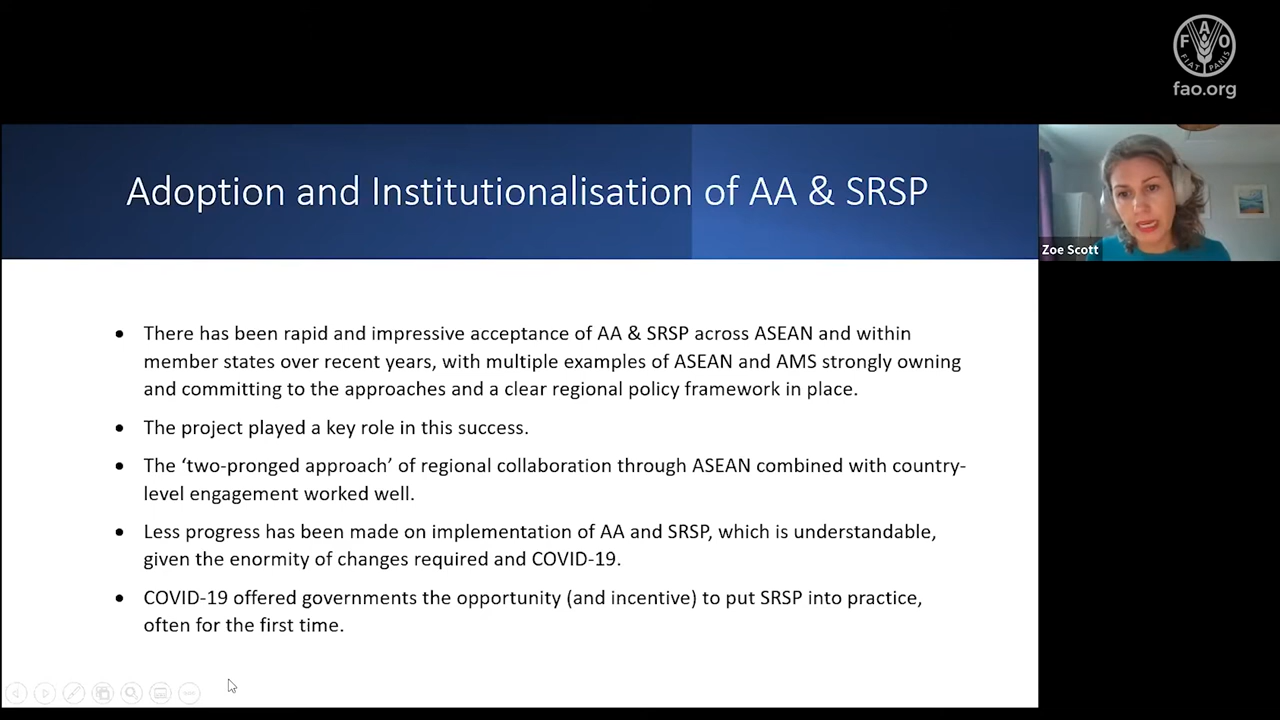 FAO
FIAT PANIS
fao.org
Adoption and Institutionalisation of AA & SRSP
Zoe Scott
• There has been rapid and impressive acceptance of AA & SRSP across ASEAN and within
member states over recent years, with multiple examples of ASEAN and AMS strongly owning
and committing to the approaches and a clear regional policy framework in place.
• The project played a key role in this success.
• The ‘two-pronged approach’ of regional collaboration through ASEAN combined with country-
level engagement worked well.
• Less progress has been made on implementation of AA and SRSP, which is understandable,
given the enormity of changes required and COVID-19.
• COVID-19 offered governments the opportunity (and incentive) to put SRSP into practice,
often for the first time.